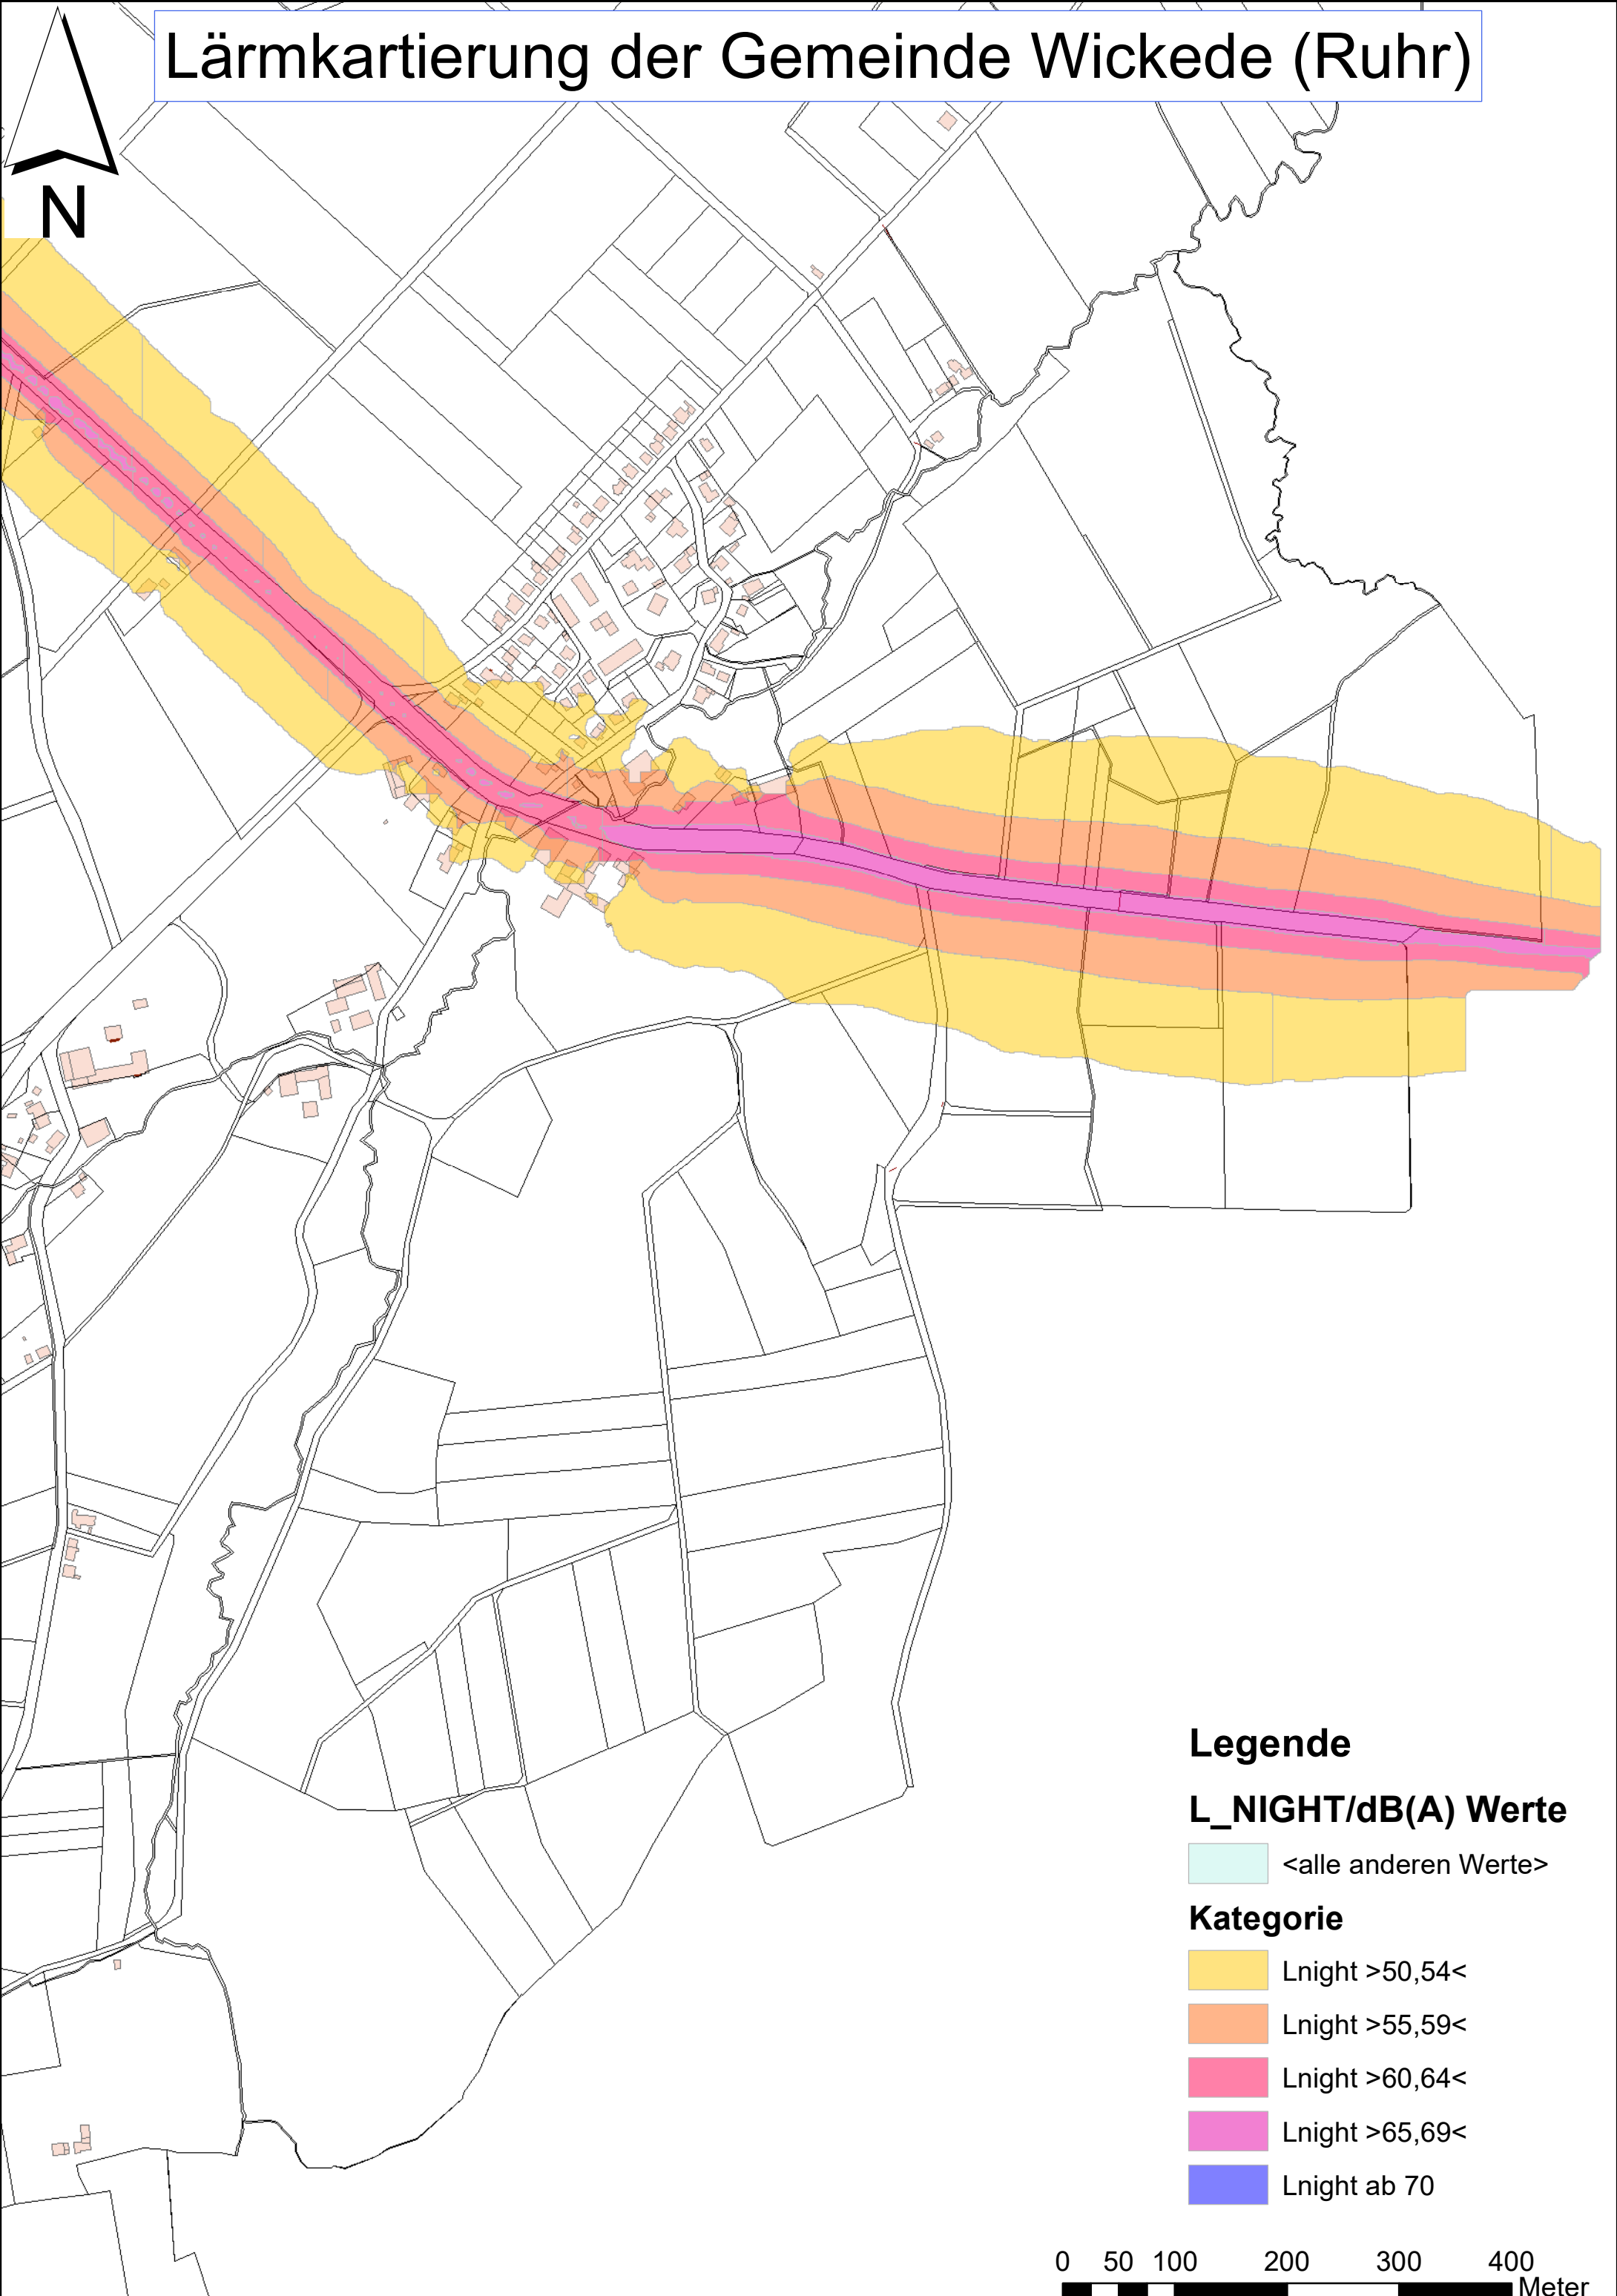 Lärmkartierung der Gemeinde Wickede (Ruhr)
N
Legende
L_NIGHT/dB(A) Werte
<alle anderen Werte>
Kategorie
Lnight >50,54<
Lnight >55,59<
Lnight >60,64<
Lnight >65,69<
Lnight ab 70
0 50 100 200 300 400
Meter